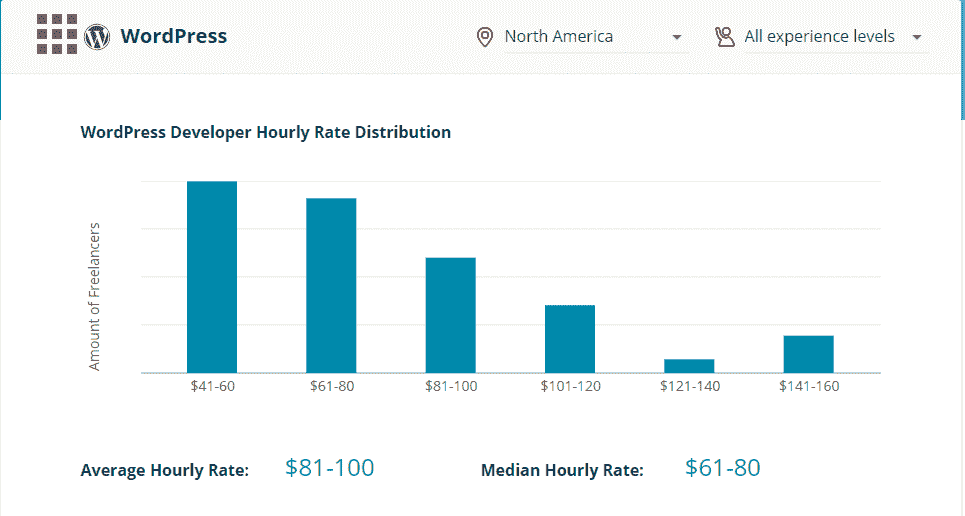 WordPress
North America
All experience levels
WordPress Developer Hourly Rate Distribution
Amount of Freelancers
$41-60 $61-80 $81-100 $101-120 $121-140 $141-160
Average Hourly Rate: $81-100 Median Hourly Rate: $61-80